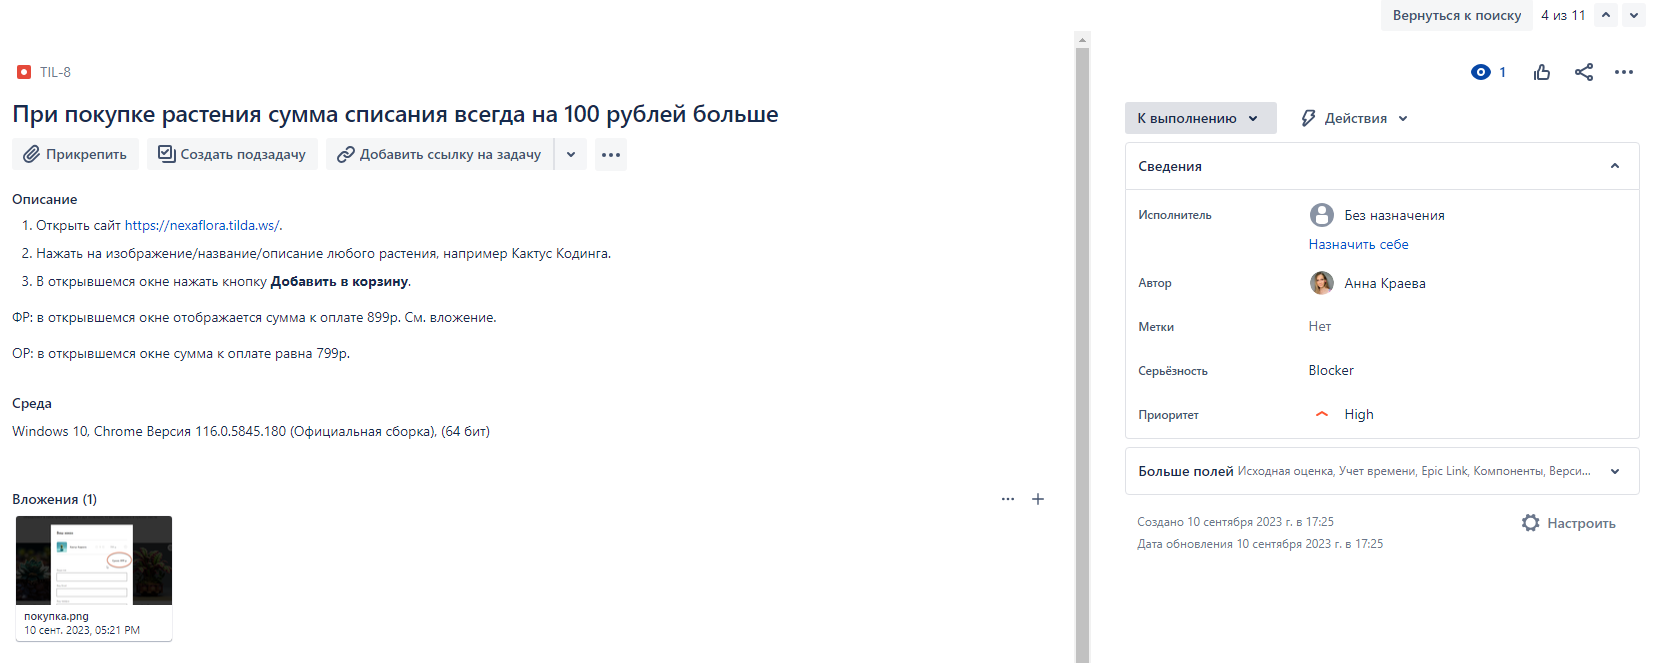 Вернуться к поиску 4 из 11
TIL-8
1
При покупке растения сумма списания всегда на 100 рублей больше
Прикрепить Создать подзадачу Добавить ссылку на задачу
Описание
1. Открыть сайт https://nexaflora.tilda.ws/.
2. Нажать на изображение/название/описание любого растения, например Кактус Кодинга.
3. В открывшемся окне нажать кнопку Добавить в корзину.
ФР: в открывшемся окне отображается сумма к оплате 899р. См. вложение.
ОР: в открывшемся окне сумма к оплате равна 799р.
Среда
Windows 10, Chrome Версия 116.0.5845.180 (Официальная сборка), (64 бит)
Вложения (1)
покупка.png
10 сент. 2023, 05:21 PM
К выполнению Действия
Сведения
Исполнитель Без назначения
Назначить себе
Автор Анна Краева
Метки Нет
Серьёзность Blocker
Приоритет High
Больше полей Исходная оценка, Учет времени, Epic Link, Компоненты, Верси...
Создано 10 сентября 2023 г. в 17:25 Настроить
Дата обновления 10 сентября 2023 г. в 17:25